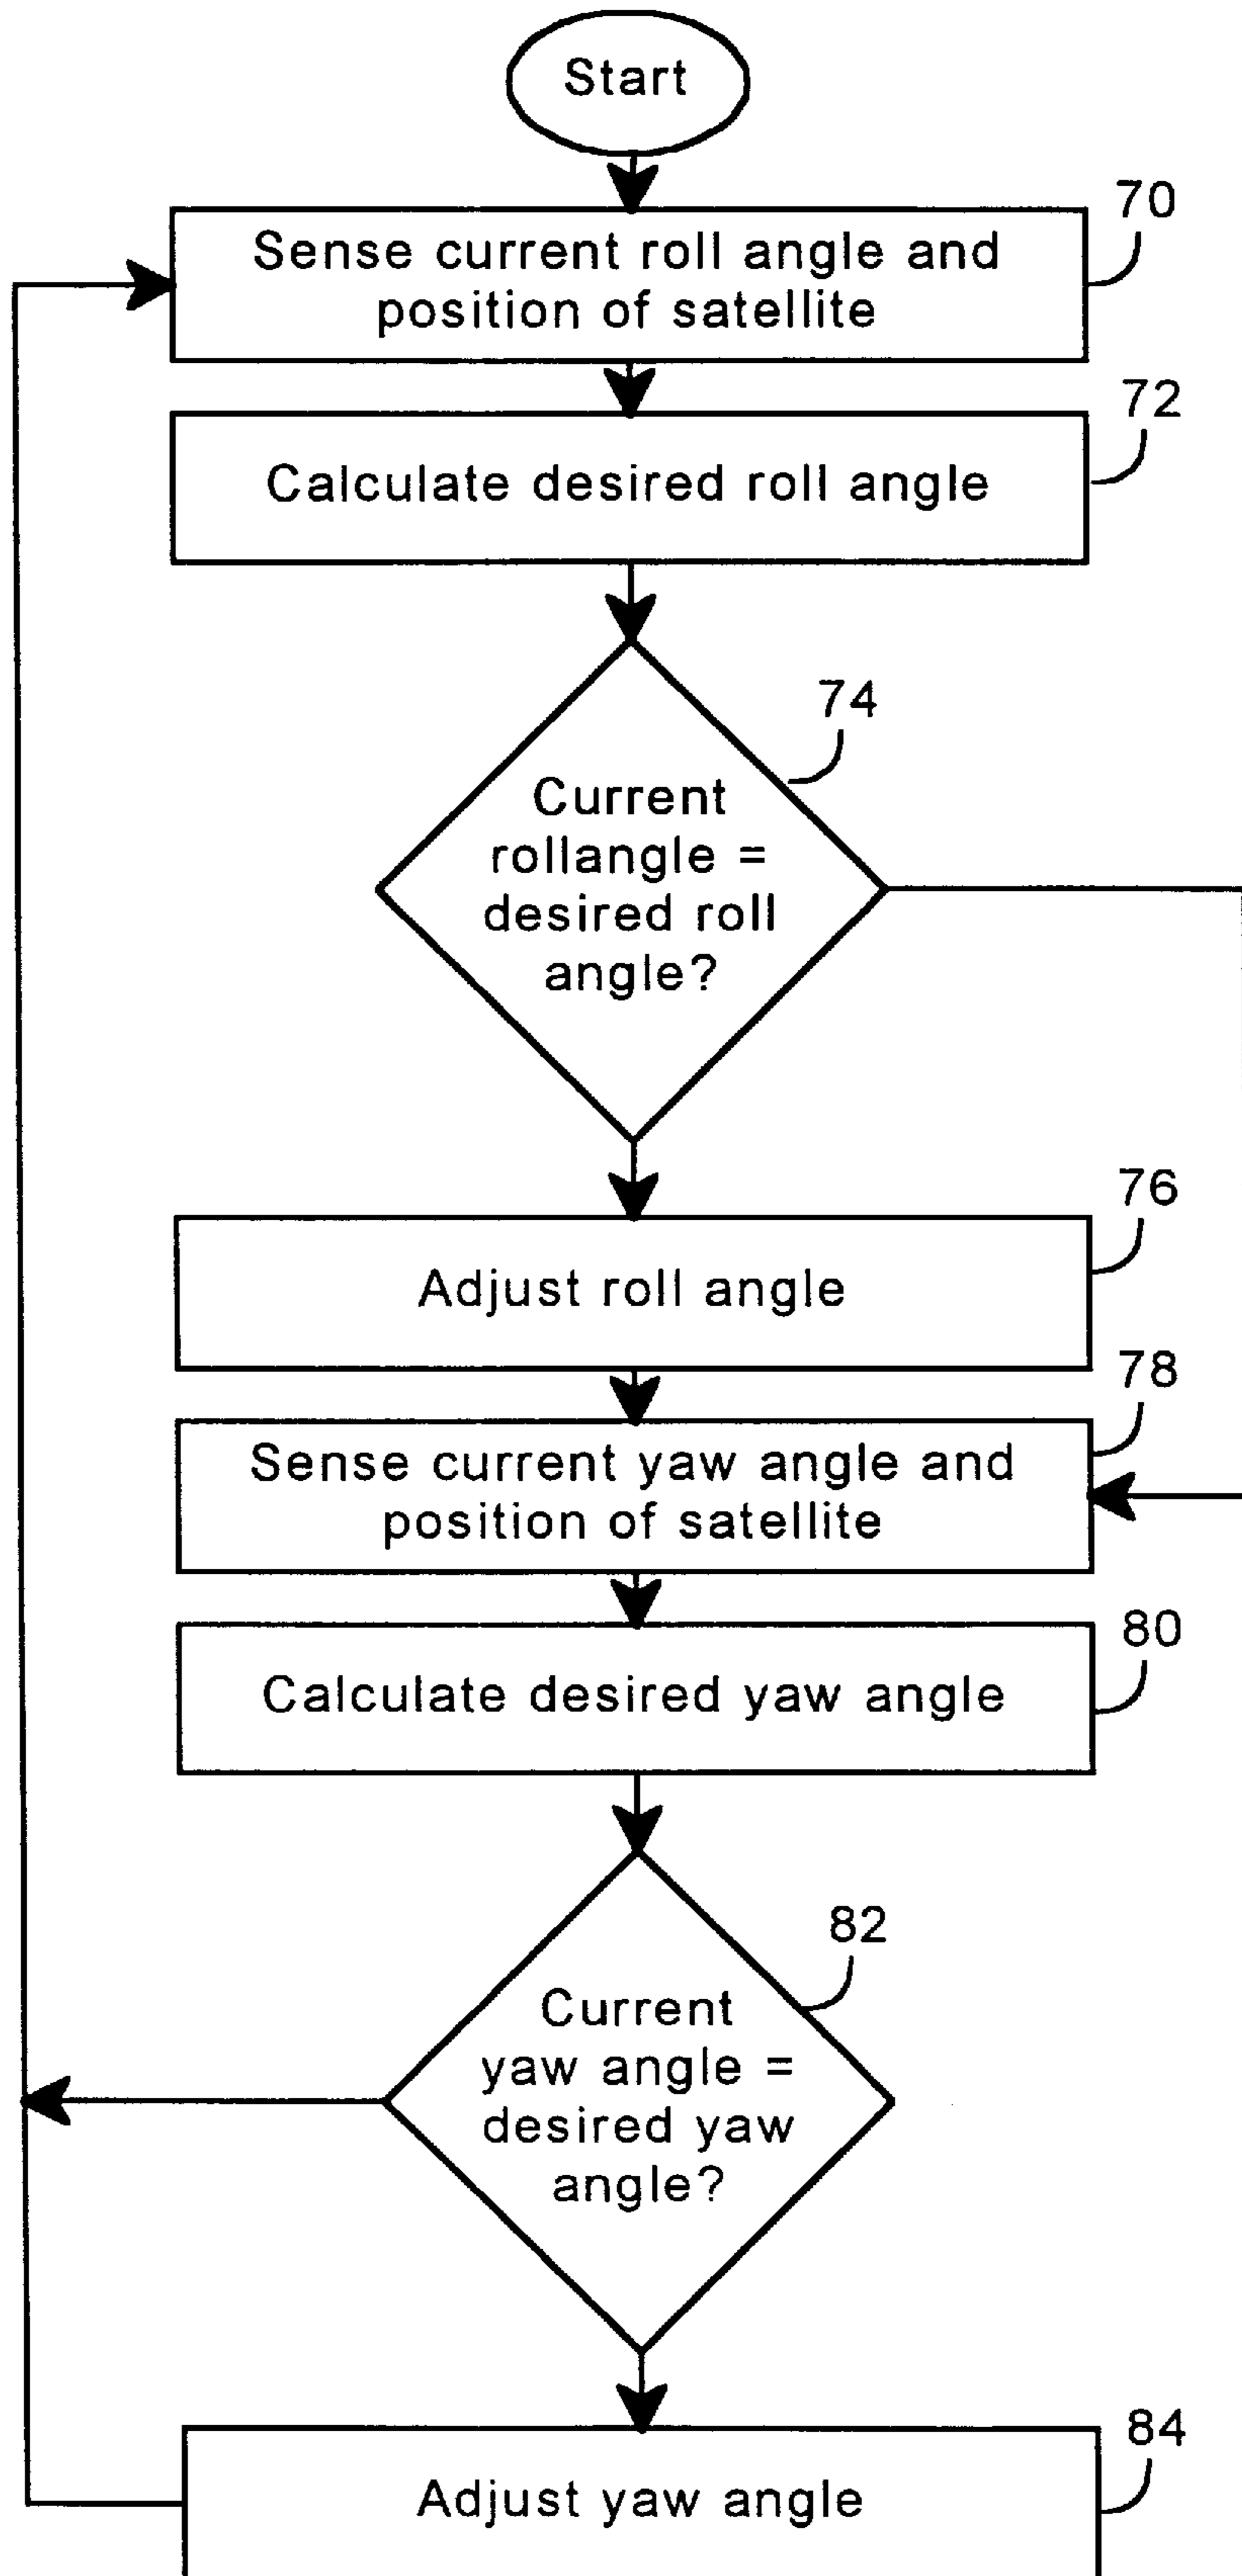 Start
70
Sense current roll angle and
position of satellite
72
Calculate desired roll angle
74
Current
rollangle =
desired roll
angle?
76
Adjust roll angle
78
Sense current yaw angle and
position of satellite
80
Calculate desired yaw angle
82
Current
yaw angle =
desired yaw
angle?
84
Adjust yaw angle